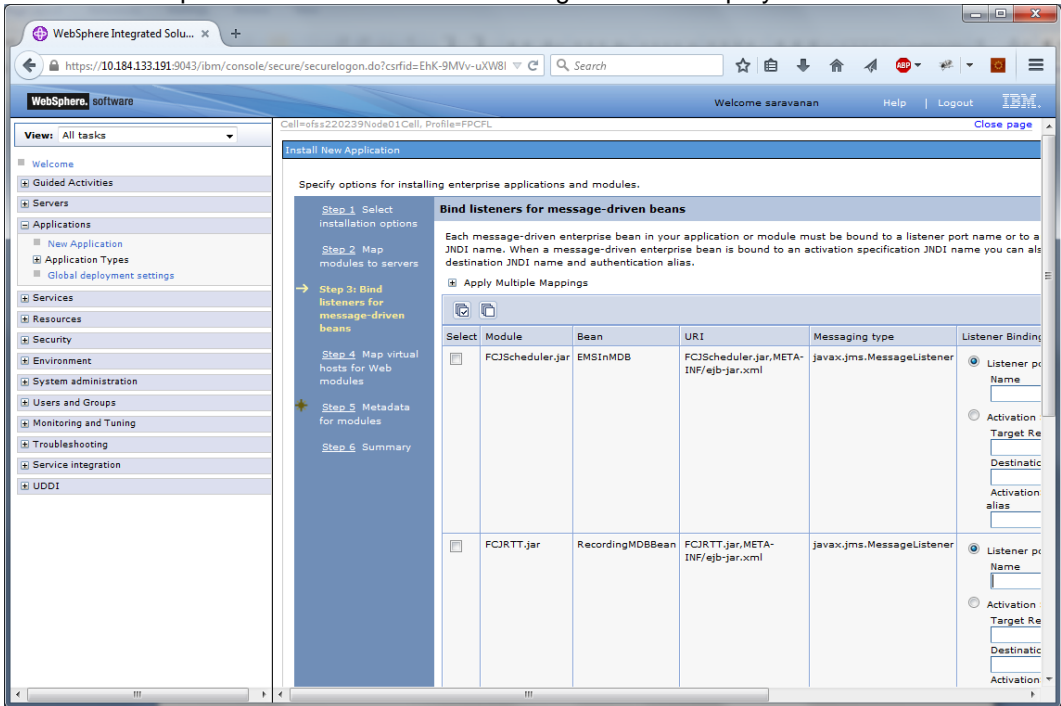 WebSphere Integrated Solu... × +
https://10.184.133.191:9043/ibm/console/secure/securelogon.do?csrfid=EhK-9MVv-uXW8l
Search
ABP
WebSphere. software
Welcome saravanan
Help | Logout
IBM.
View: All tasks
Welcome
Guided Activities
Servers
Applications
New Application
Application Types
Global deployment settings
Services
Resources
Security
Environment
System administration
Users and Groups
Monitoring and Tuning
Troubleshooting
Service integration
UDDI
Cell=ofss220239Node01Cell, Profile=FPCFL
Close page
Install New Application
Specify options for installing enterprise applications and modules.
Step 1 Select
installation options
Step 2 Map
modules to servers
Step 3: Bind
listeners for
message-driven
beans
Step 4 Map virtual
hosts for Web
modules
Step 5 Metadata
for modules
Step 6 Summary
Bind listeners for message-driven beans
Each message-driven enterprise bean in your application or module must be bound to a listener port name or to a
JNDI name. When a message-driven enterprise bean is bound to an activation specification JNDI name you can als
destination JNDI name and authentication alias.
Apply Multiple Mappings
Select Module Bean URI Messaging type Listener Binding
FCJScheduler.jar EMSInMDB FCJScheduler.jar,META-
INF/ejb-jar.xml javax.jms.MessageListener
Listener po
Name
Activation
Target Re
Destinatic
Activation
alias
FCJRTT.jar RecordingMDBBean FCJRTT.jar,META-
INF/ejb-jar.xml javax.jms.MessageListener
Listener po
Name
Activation
Target Re
Destinatic
Activation